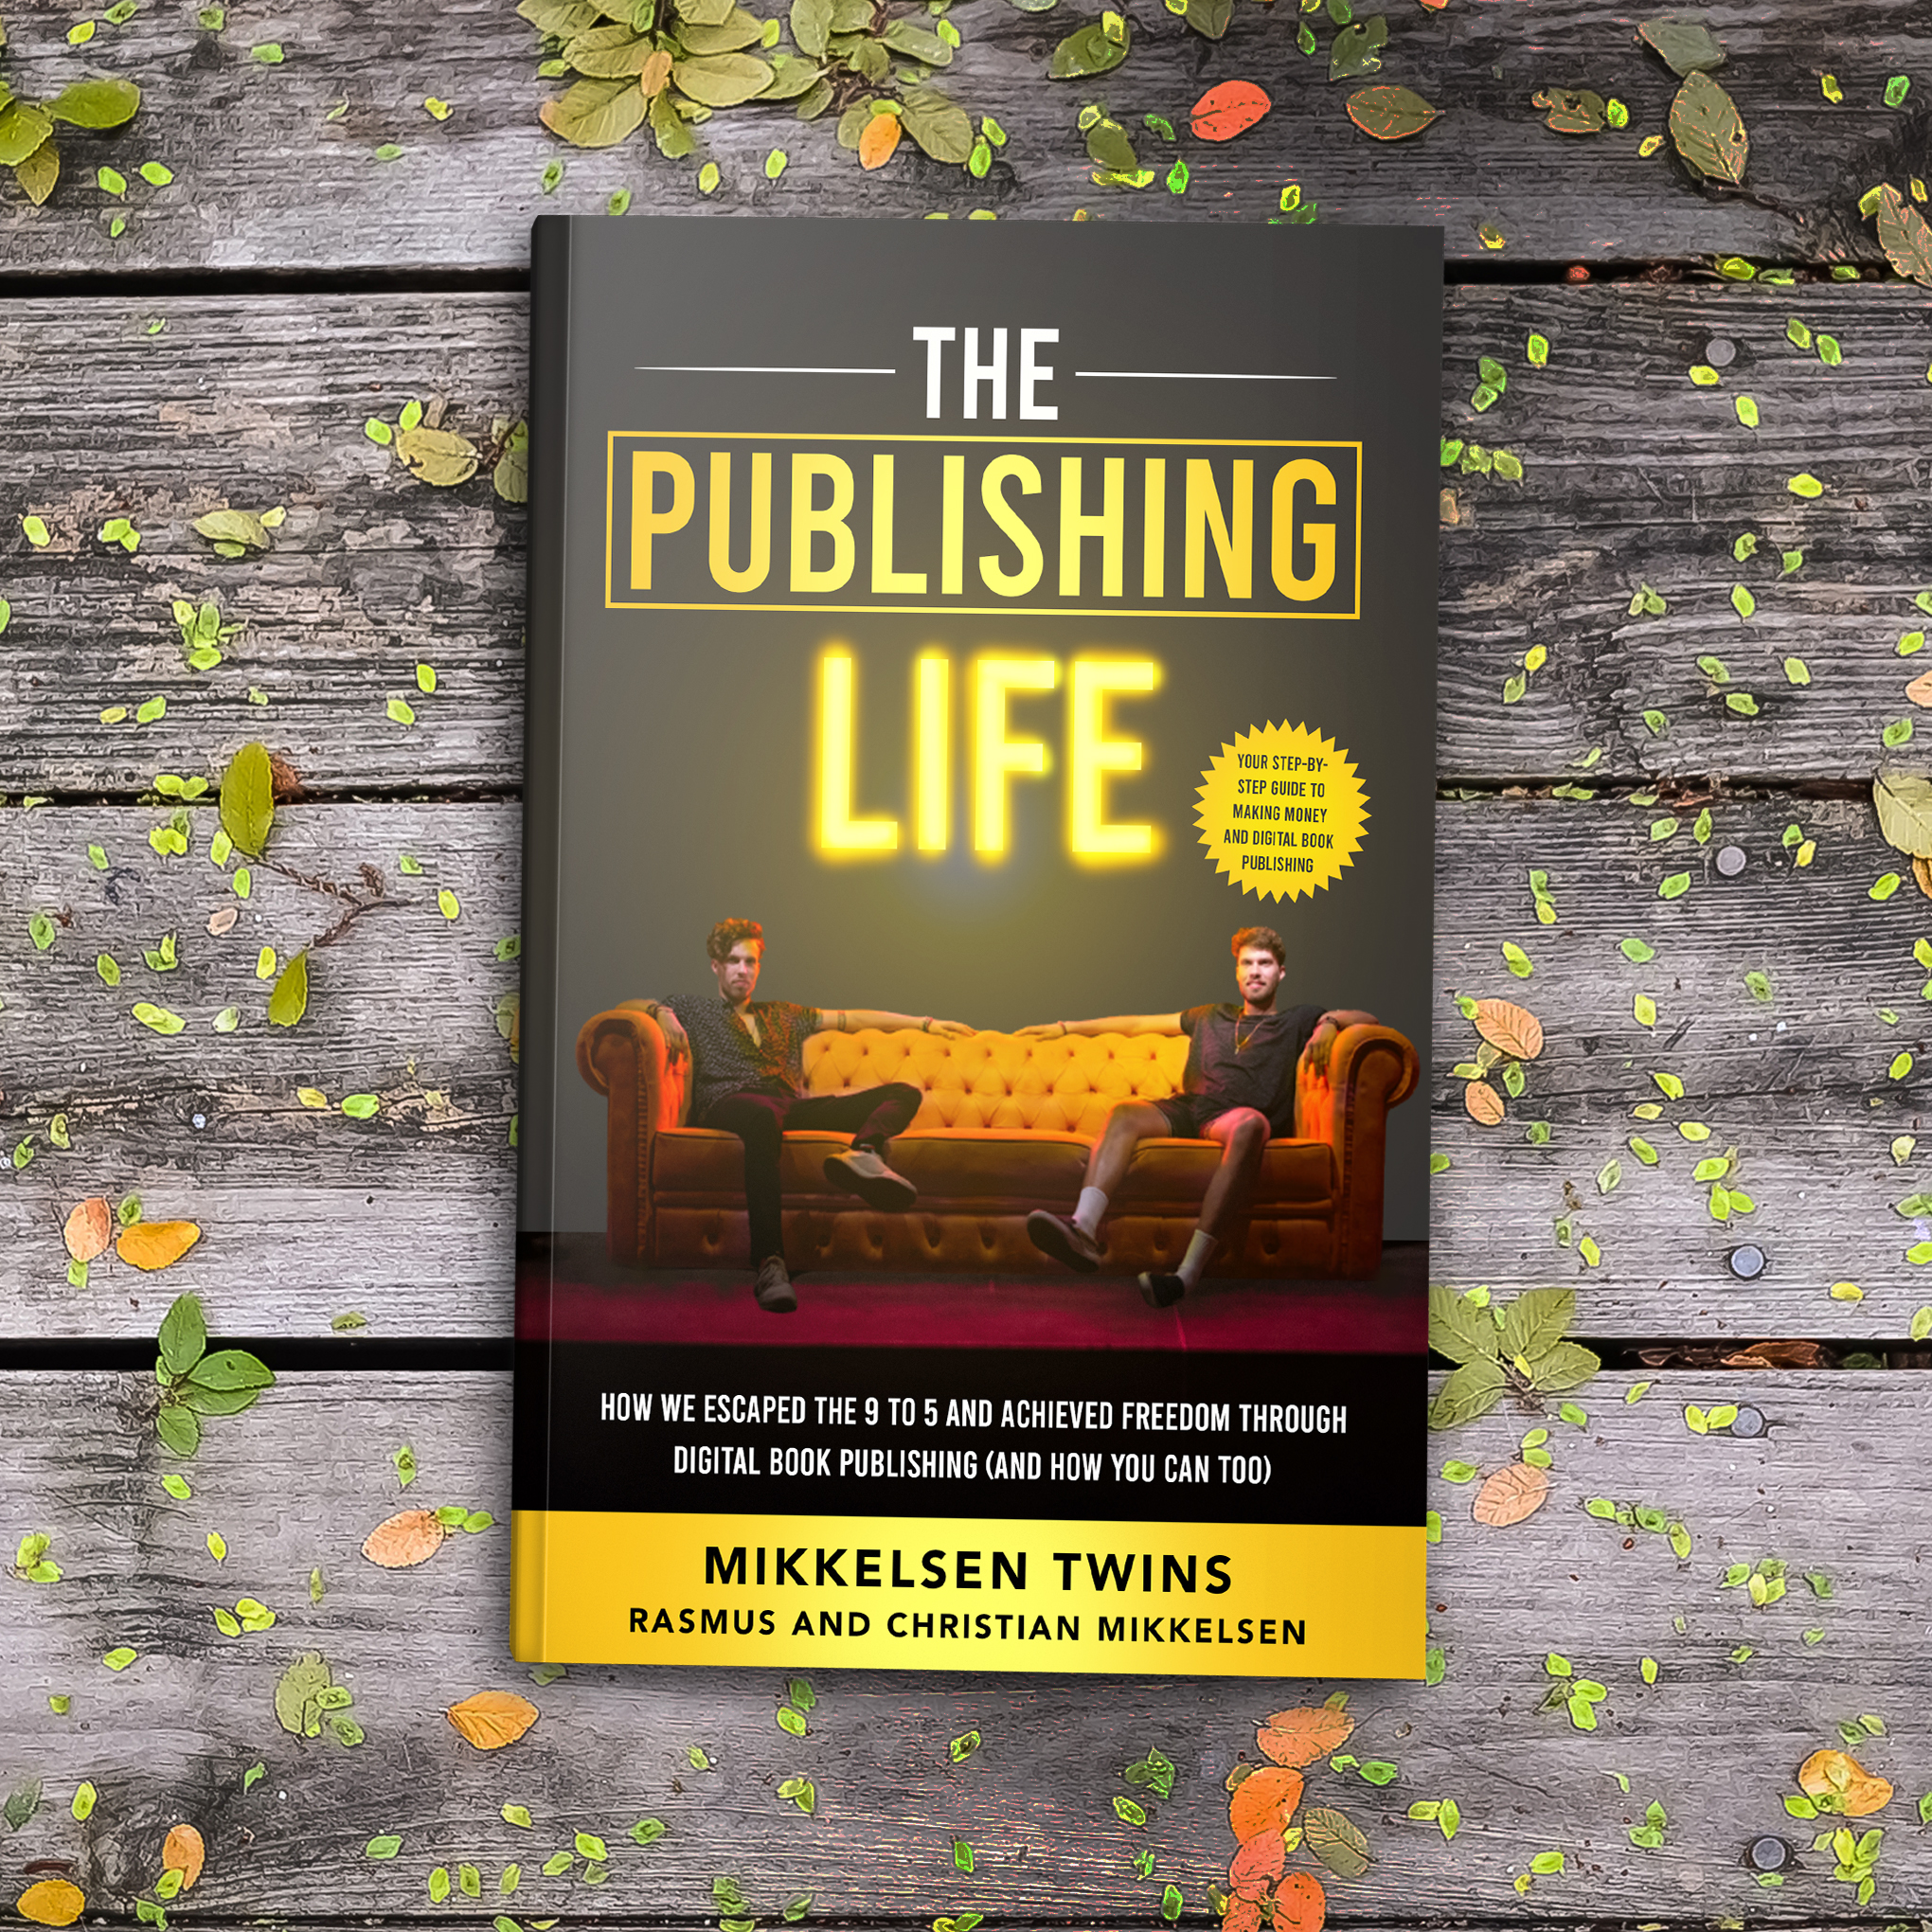 THE
PUBLISHING
LIFE
YOUR STEP-BY-
STEP GUIDE TO
MAKING MONEY
AND DIGITAL BOOK
PUBLISHING
HOW WE ESCAPED THE 9 TO 5 AND ACHIEVED FREEDOM THROUGH
DIGITAL BOOK PUBLISHING (AND HOW YOU CAN TOO)
MIKKELSEN TWINS
RASMUS AND CHRISTIAN MIKKELSEN